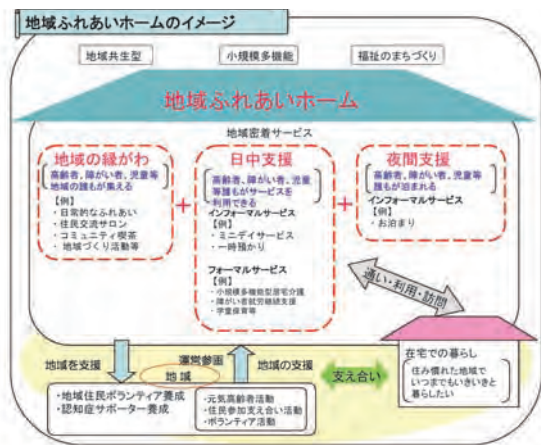 地域ふれあいホームのイメージ
地域共生型
小規模多機能
福祉のまちづくり
地域ふれあいホーム
地域密着サービス
地域の縁がわ
高齢者，障がい者，児童等
地域の誰もが集える
【例】
・日常的なふれあい
・住民交流サロン
・コミュニティ喫茶
・地域づくり活動等
+
日中支援
高齢者，障がい者，児童
等誰もがサービスを
利用できる
インフォーマルサービス
【例】
・ミニデイサービス
・一時預かり
フォーマルサービス
【例】
・小規模多機能型居宅介護
・障がい者就労継続支援
・学童保育等
+
夜間支援
高齢者，障がい者，児童等
誰もが泊まれる
インフォーマルサービス
【例】
・お泊まり
通い・利用・訪問
地域を支援
運営参画
地域の支援
地域
支え合い
・地域住民ボランティア養成
・認知症サポーター養成
・元気高齢者活動
・住民参加支え合い活動
・ボランティア活動
在宅での暮らし
住み慣れた地域で
いつまでもいきいきと
暮らしたい